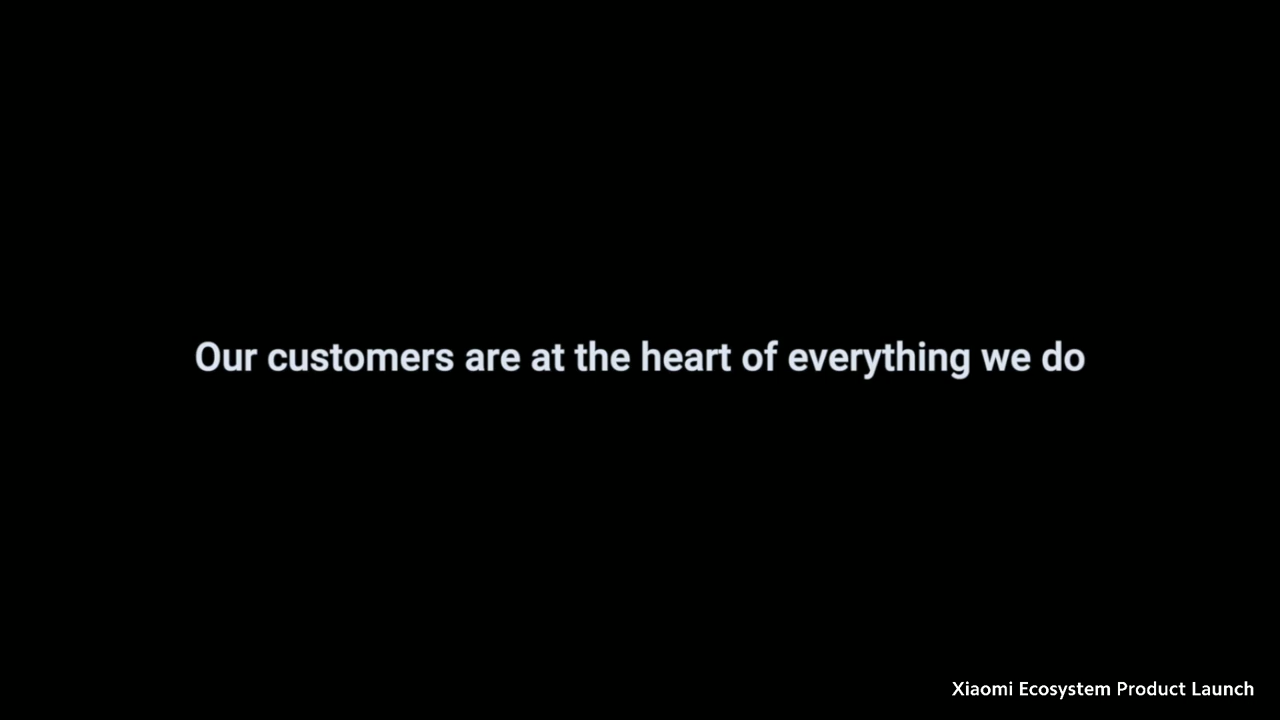 Our customers are at the heart of everything we do
Xiaomi Ecosystem Product Launch